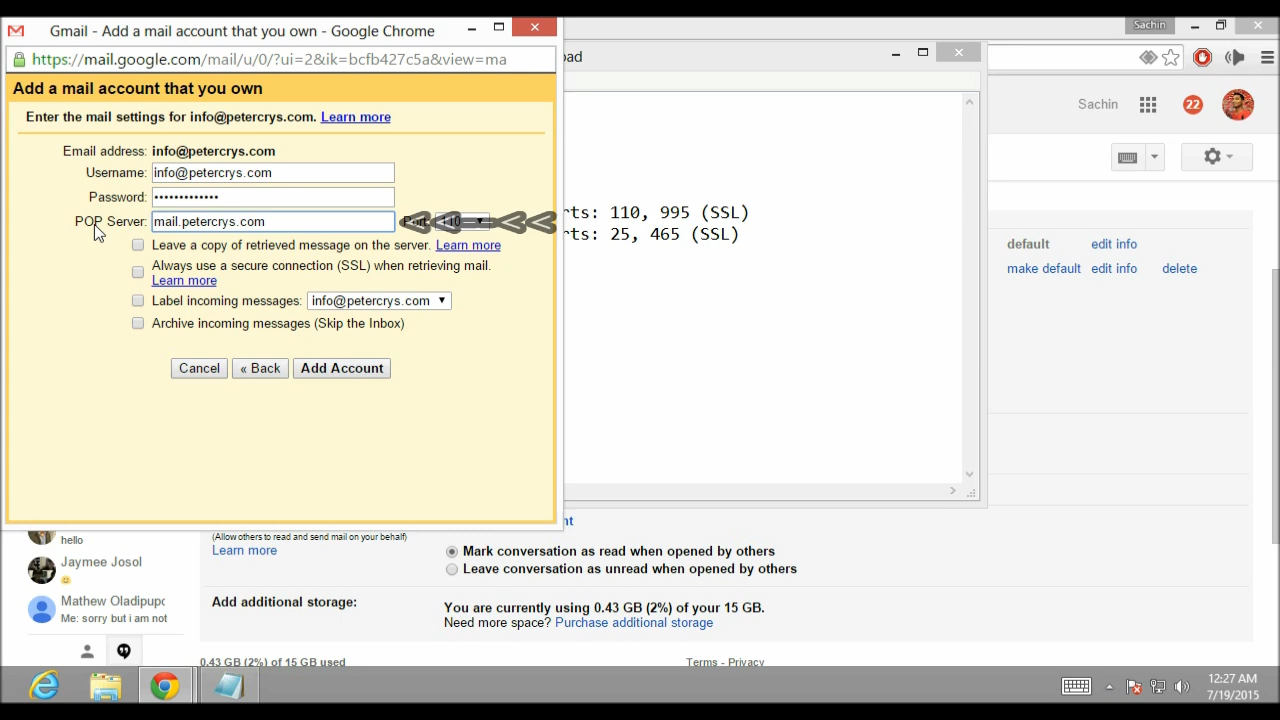 Gmail - Add a mail account that you own - Google Chrome
https://mail.google.com/mail/u/0/?ui=2&ik=bcfb427c5a&view=ma
Add a mail account that you own
Enter the mail settings for info@petercrys.com. Learn more
Email address: info@petercrys.com
Username: info@petercrys.com
Password: •••••••••••••
POP Server: mail.petercrys.com Port: 110
Leave a copy of retrieved message on the server. Learn more
Always use a secure connection (SSL) when retrieving mail.
Learn more
Label incoming messages: info@petercrys.com
Archive incoming messages (Skip the Inbox)
Cancel « Back Add Account
Sachin
ad
rts: 110, 995 (SSL)
rts: 25, 465 (SSL)
Sachin 22
default edit info
make default edit info delete
nt
(Allow others to read and send mail on your behalf)
Learn more
Mark conversation as read when opened by others
Leave conversation as unread when opened by others
Add additional storage:
You are currently using 0.43 GB (2%) of your 15 GB.
Need more space? Purchase additional storage
0.43 GB (2%) of 15 GB used
Terms - Privacy
hello
Jaymee Josol
Mathew Oladipupo
Me: sorry but i am not
12:27 AM
7/19/2015